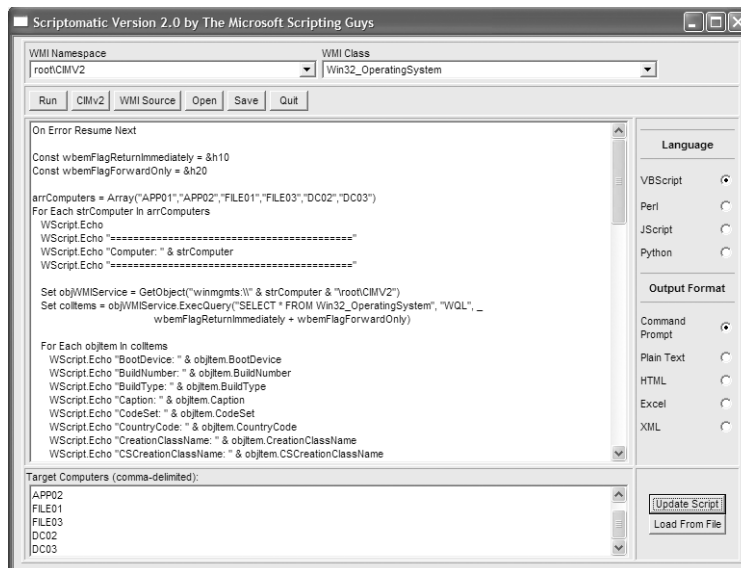 Scriptomatic Version 2.0 by The Microsoft Scripting Guys
WMI Namespace
WMI Class
root\CIMV2
Win32_OperatingSystem
Run
CIMv2
WMI Source
Open
Save
Quit
On Error Resume Next
Const wbemFlagReturnImmediately = &h10
Const wbemFlagForwardOnly = &h20
arrComputers = Array("APP01","APP02","FILE01","FILE03","DC02","DC03")
For Each strComputer In arrComputers
WScript.Echo
WScript.Echo "=========================================="
WScript.Echo "Computer: " & strComputer
WScript.Echo "=========================================="
Set objWMIService = GetObject("winmgmts:\\" & strComputer & "\root\CIMV2")
Set colItems = objWMIService.ExecQuery("SELECT * FROM Win32_OperatingSystem", "WQL", _
wbemFlagReturnImmediately + wbemFlagForwardOnly)
For Each objItem In colItems
WScript.Echo "BootDevice: " & objItem.BootDevice
WScript.Echo "BuildNumber: " & objItem.BuildNumber
WScript.Echo "BuildType: " & objItem.BuildType
WScript.Echo "Caption: " & objItem.Caption
WScript.Echo "CodeSet: " & objItem.CodeSet
WScript.Echo "CountryCode: " & objItem.CountryCode
WScript.Echo "CreationClassName: " & objItem.CreationClassName
WScript.Echo "CSCreationClassName: " & objItem.CSCreationClassName
Language
VBScript
Perl
JScript
Python
Output Format
Command
Prompt
Plain Text
HTML
Excel
XML
Target Computers (comma-delimited):
APP02
FILE01
FILE03
DC02
DC03
Update Script
Load From File